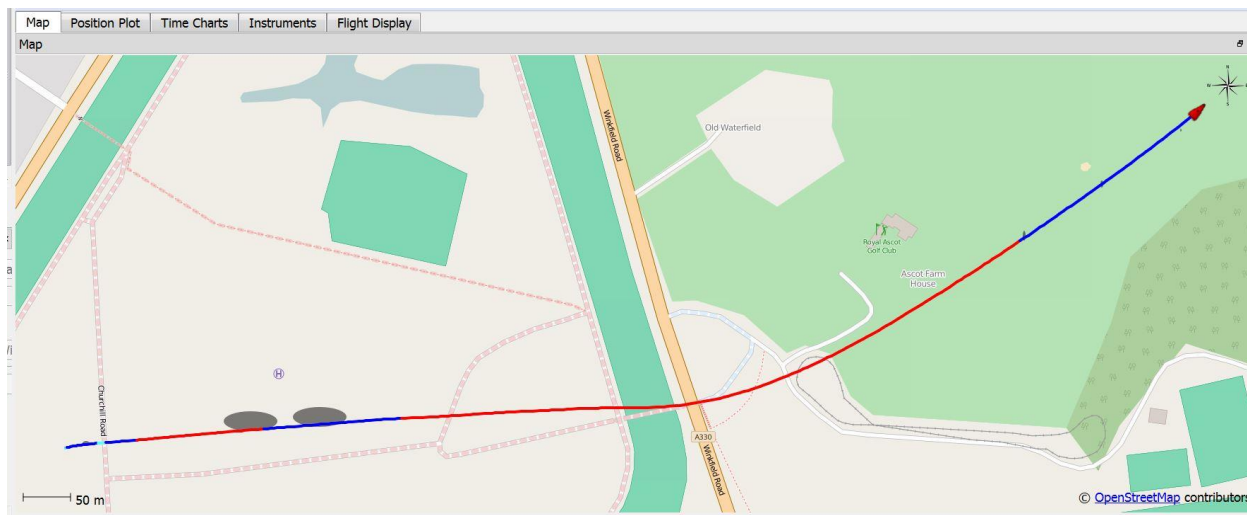 Map Position Plot Time Charts Instruments Flight Display
Map
Winkfield Road
Old Waterfield
Royal Ascot
Golf Club
Ascot Farm
House
H
Churchill Road
A330
Winkfield Road
50 m
© OpenStreetMap contributors